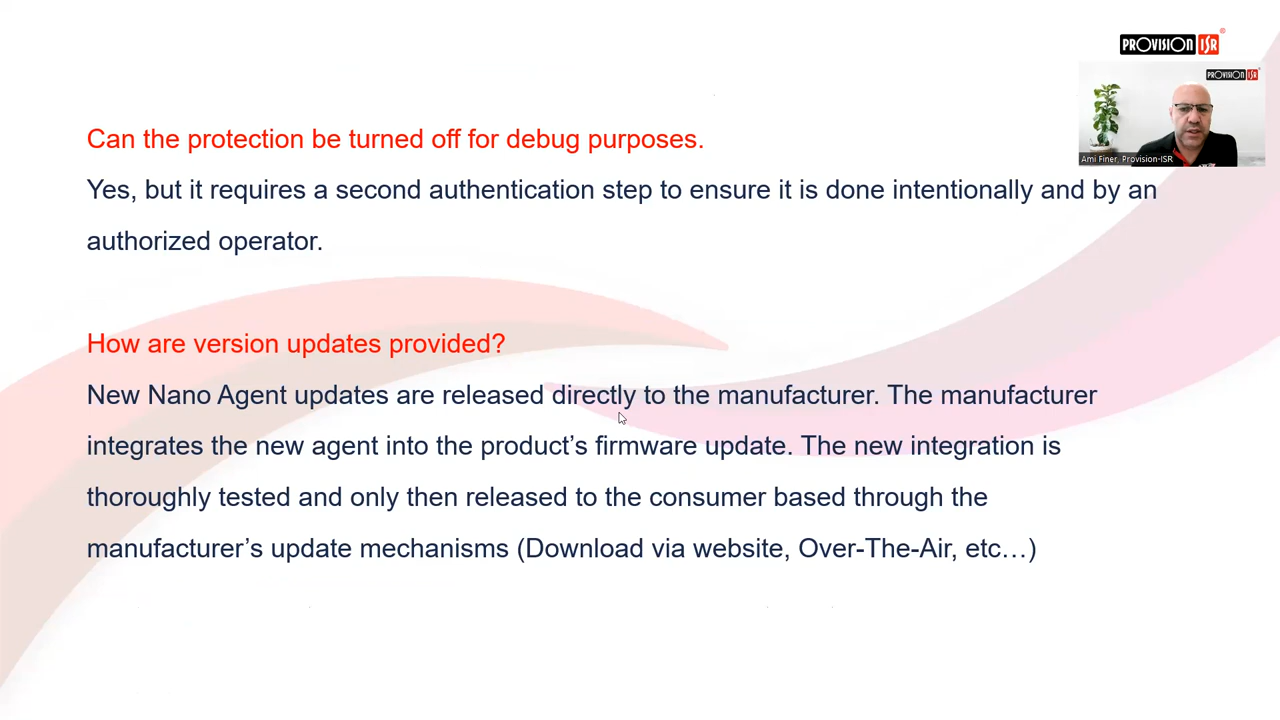 PROVISION ISR
PROVISION ISR
Ami Finer, Provision-ISR
Can the protection be turned off for debug purposes.
Yes, but it requires a second authentication step to ensure it is done intentionally and by an
authorized operator.
How are version updates provided?
New Nano Agent updates are released directly to the manufacturer. The manufacturer
integrates the new agent into the product’s firmware update. The new integration is
thoroughly tested and only then released to the consumer based through the
manufacturer’s update mechanisms (Download via website, Over-The-Air, etc…)